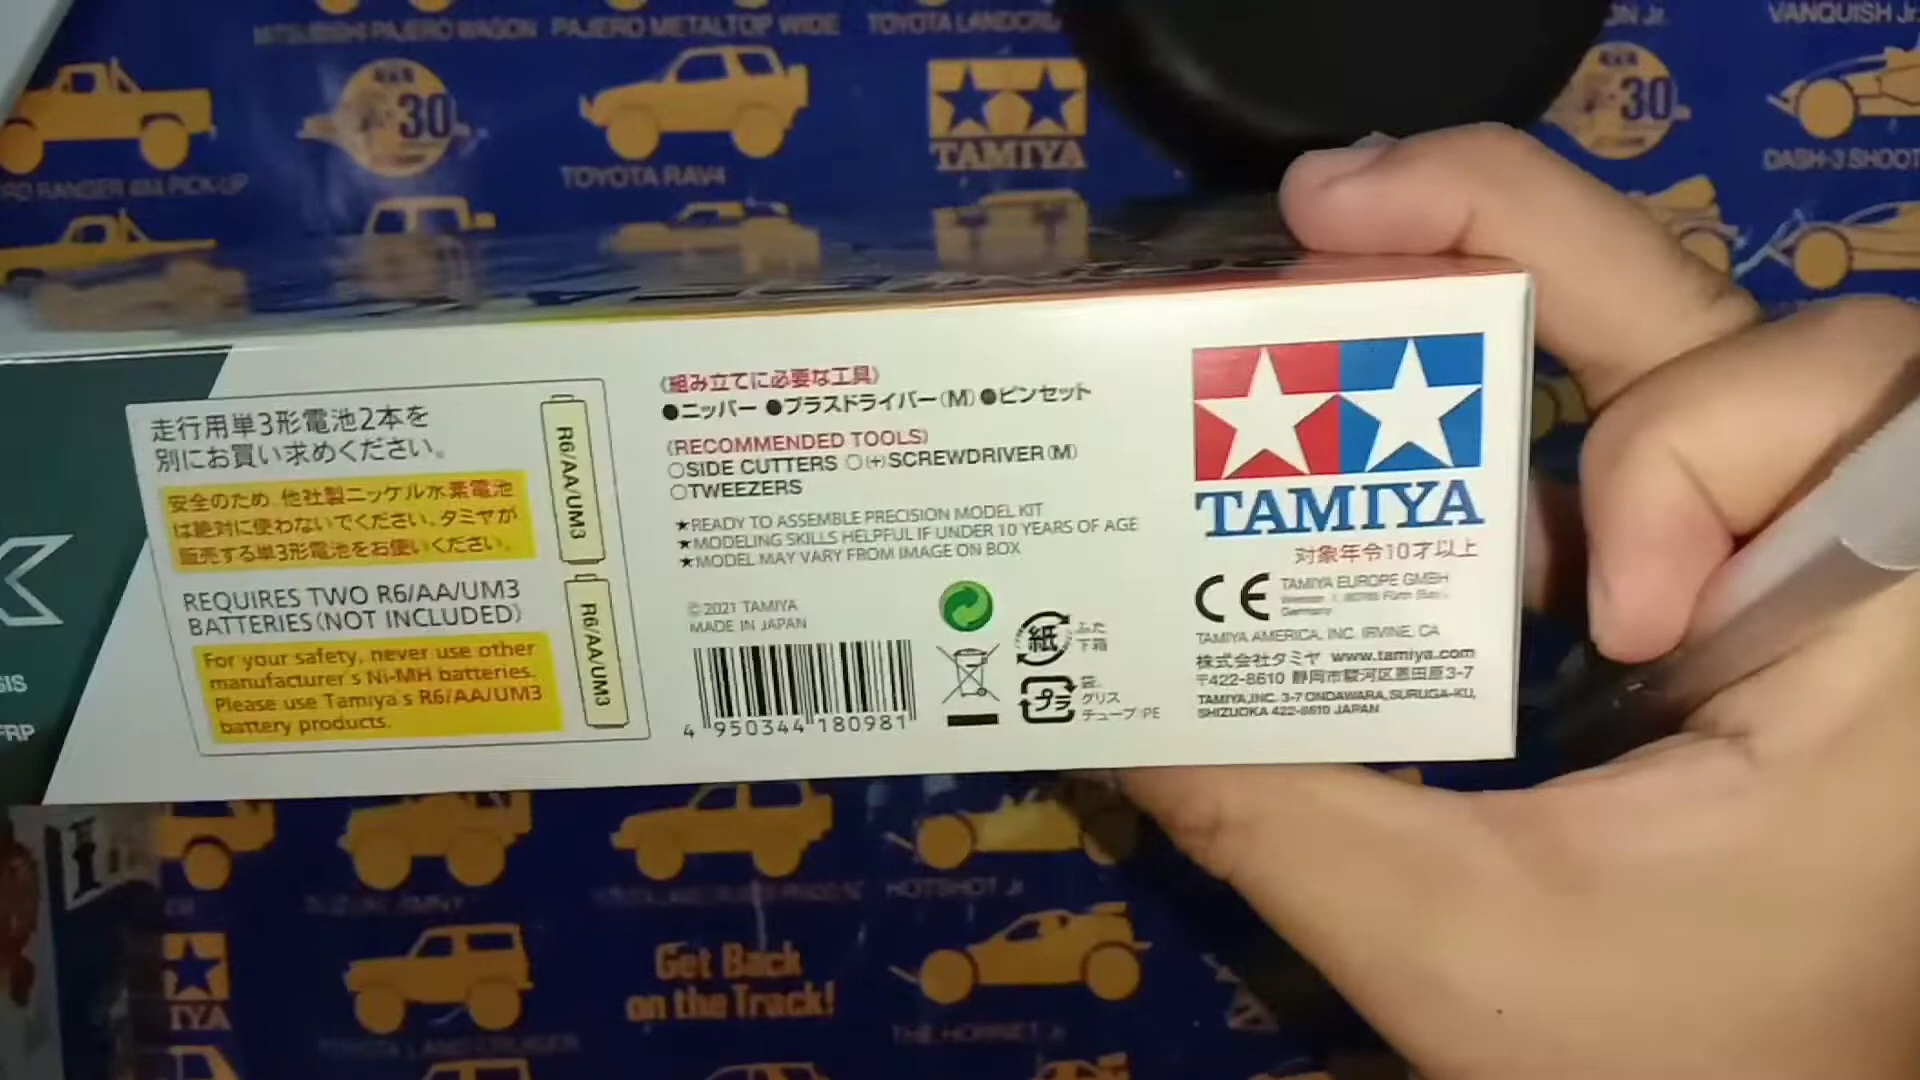 PAJERO METALTOP WIDE
VANQUISH Jr.
30
TAMIYA
30
TOYOTA RAV4
RANGER 4X4 PICK-UP
走行用単3形電池2本を
別にお買い求めください。
安全のため、他社製ニッケル水素電池
は絶対に使わないでください。タミヤが
販売する単3形電池をお使いください。
REQUIRES TWO R6/AA/UM3
BATTERIES (NOT INCLUDED)
For your safety, never use other
manufacturer's Ni-MH batteries.
Please use Tamiya's R6/AA/UM3
battery products.
R6/AA/UM3
R6/AA/UM3
《組み立てに必要な工具》
●ニッパー ●プラスドライバー(M) ●ピンセット
《RECOMMENDED TOOLS》
○SIDE CUTTERS ○(+)SCREWDRIVER (M)
○TWEEZERS
★READY TO ASSEMBLE PRECISION MODEL KIT
★MODELING SKILLS HELPFUL IF UNDER 10 YEARS OF AGE
★MODEL MAY VARY FROM IMAGE ON BOX
© 2021 TAMIYA
MADE IN JAPAN
4 950344 180981
紙
ふた
下箱
プラ
袋、
グリス
チューブ:PE
TAMIYA
対象年令10才以上
CE
TAMIYA EUROPE GMBH
Germany
TAMIYA AMERICA, INC. IRVINE, CA
株式会社タミヤ www.tamiya.com
〒422-8610 静岡市駿河区恩田原3-7
TAMIYA, INC. 3-7 ONDAWARA, SURUGA-KU,
SHIZUOKA 422-8610 JAPAN
FRP
HOTSHOT Jr.
Get Back
on the Track!
THE HORNET Jr.
TOYOTA LAND CRUISER